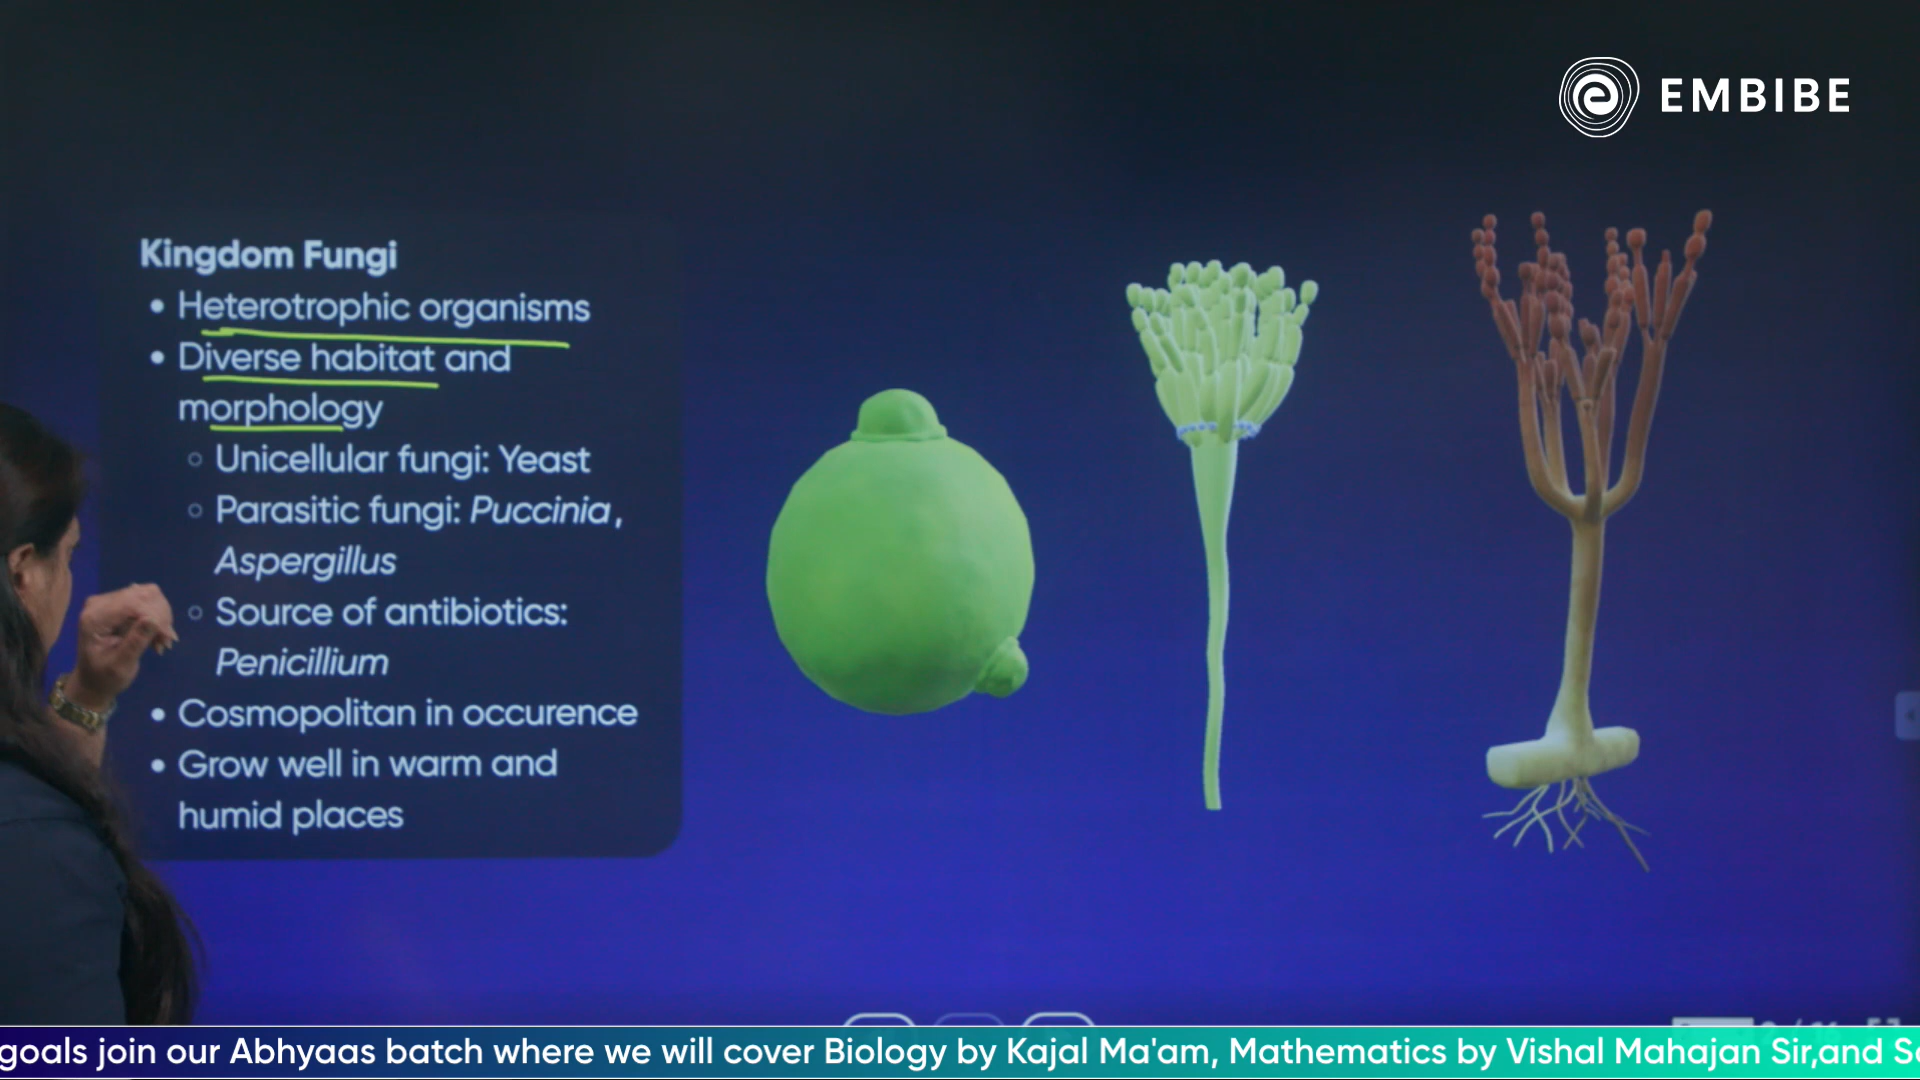 EMBIBE
Kingdom Fungi
• Heterotrophic organisms
• Diverse habitat and
morphology
○ Unicellular fungi: Yeast
○ Parasitic fungi: Puccinia,
Aspergillus
○ Source of antibiotics:
Penicillium
• Cosmopolitan in occurence
• Grow well in warm and
humid places
goals join our Abhyaas batch where we will cover Biology by Kajal Ma'am, Mathematics by Vishal Mahajan Sir,and